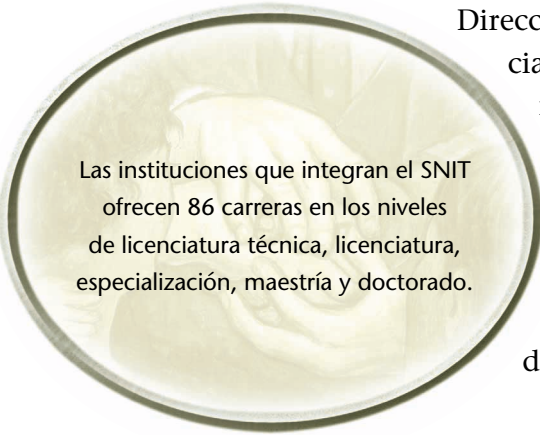 Las instituciones que integran el SNIT
ofrecen 86 carreras en los niveles
de licenciatura técnica, licenciatura,
especialización, maestría y doctorado.